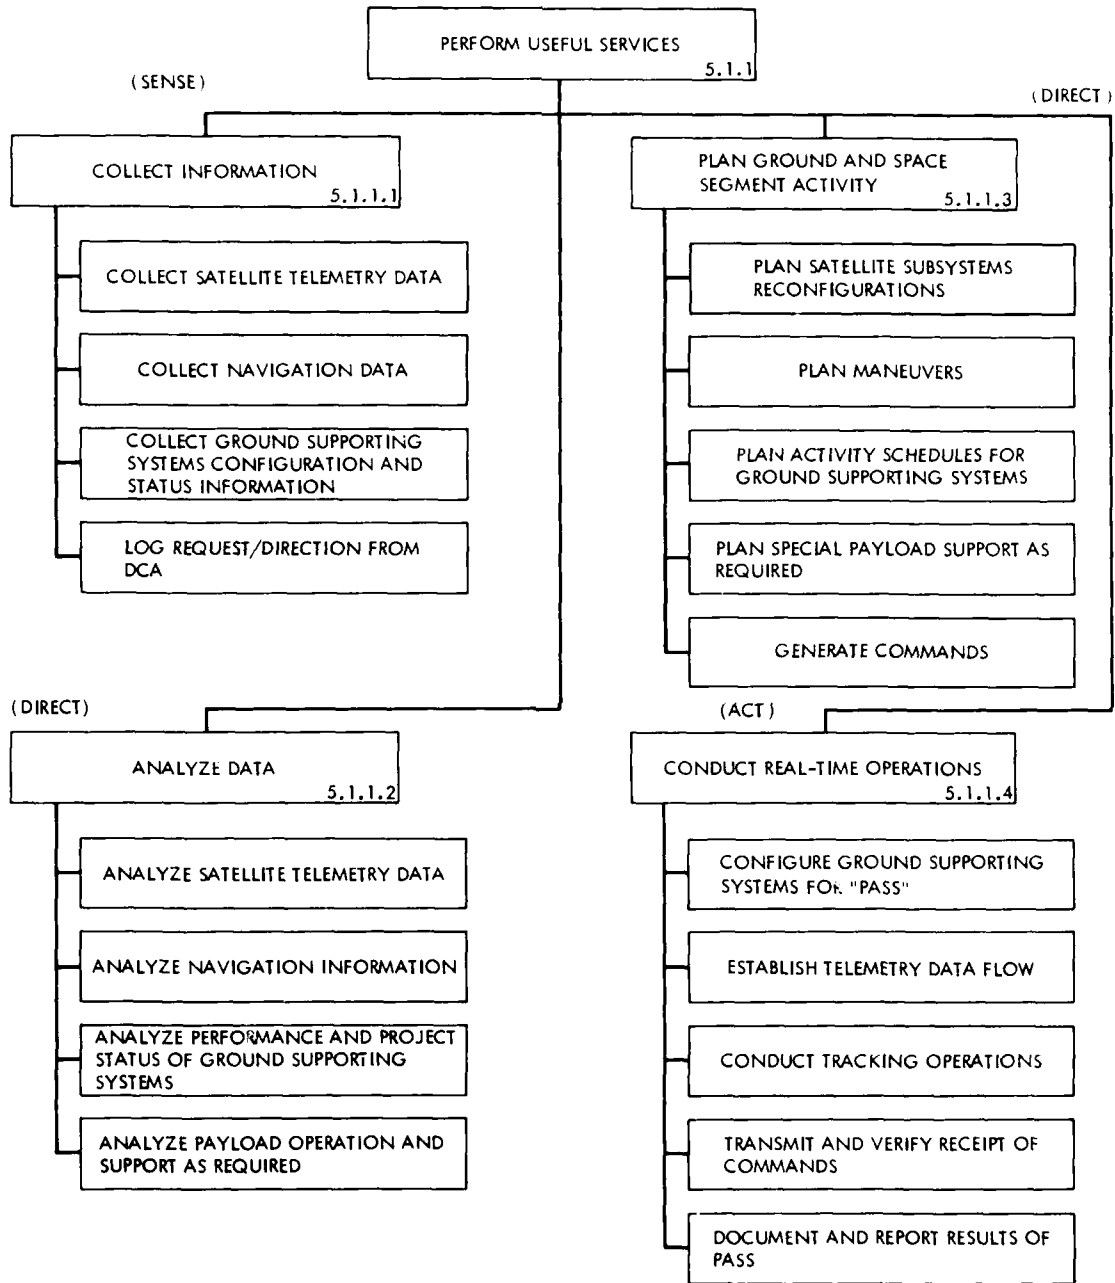 PERFORM USEFUL SERVICES
5.1.1
(SENSE)
(DIRECT)
COLLECT INFORMATION
5.1.1.1
COLLECT SATELLITE TELEMETRY DATA
COLLECT NAVIGATION DATA
COLLECT GROUND SUPPORTING
SYSTEMS CONFIGURATION AND
STATUS INFORMATION
LOG REQUEST/DIRECTION FROM
DCA
PLAN GROUND AND SPACE
SEGMENT ACTIVITY
5.1.1.3
PLAN SATELLITE SUBSYSTEMS
RECONFIGURATIONS
PLAN MANEUVERS
PLAN ACTIVITY SCHEDULES FOR
GROUND SUPPORTING SYSTEMS
PLAN SPECIAL PAYLOAD SUPPORT AS
REQUIRED
GENERATE COMMANDS
(DIRECT)
ANALYZE DATA
5.1.1.2
ANALYZE SATELLITE TELEMETRY DATA
ANALYZE NAVIGATION INFORMATION
ANALYZE PERFORMANCE AND PROJECT
STATUS OF GROUND SUPPORTING
SYSTEMS
ANALYZE PAYLOAD OPERATION AND
SUPPORT AS REQUIRED
(ACT)
CONDUCT REAL-TIME OPERATIONS
5.1.1.4
CONFIGURE GROUND SUPPORTING
SYSTEMS FOR "PASS"
ESTABLISH TELEMETRY DATA FLOW
CONDUCT TRACKING OPERATIONS
TRANSMIT AND VERIFY RECEIPT OF
COMMANDS
DOCUMENT AND REPORT RESULTS OF
PASS